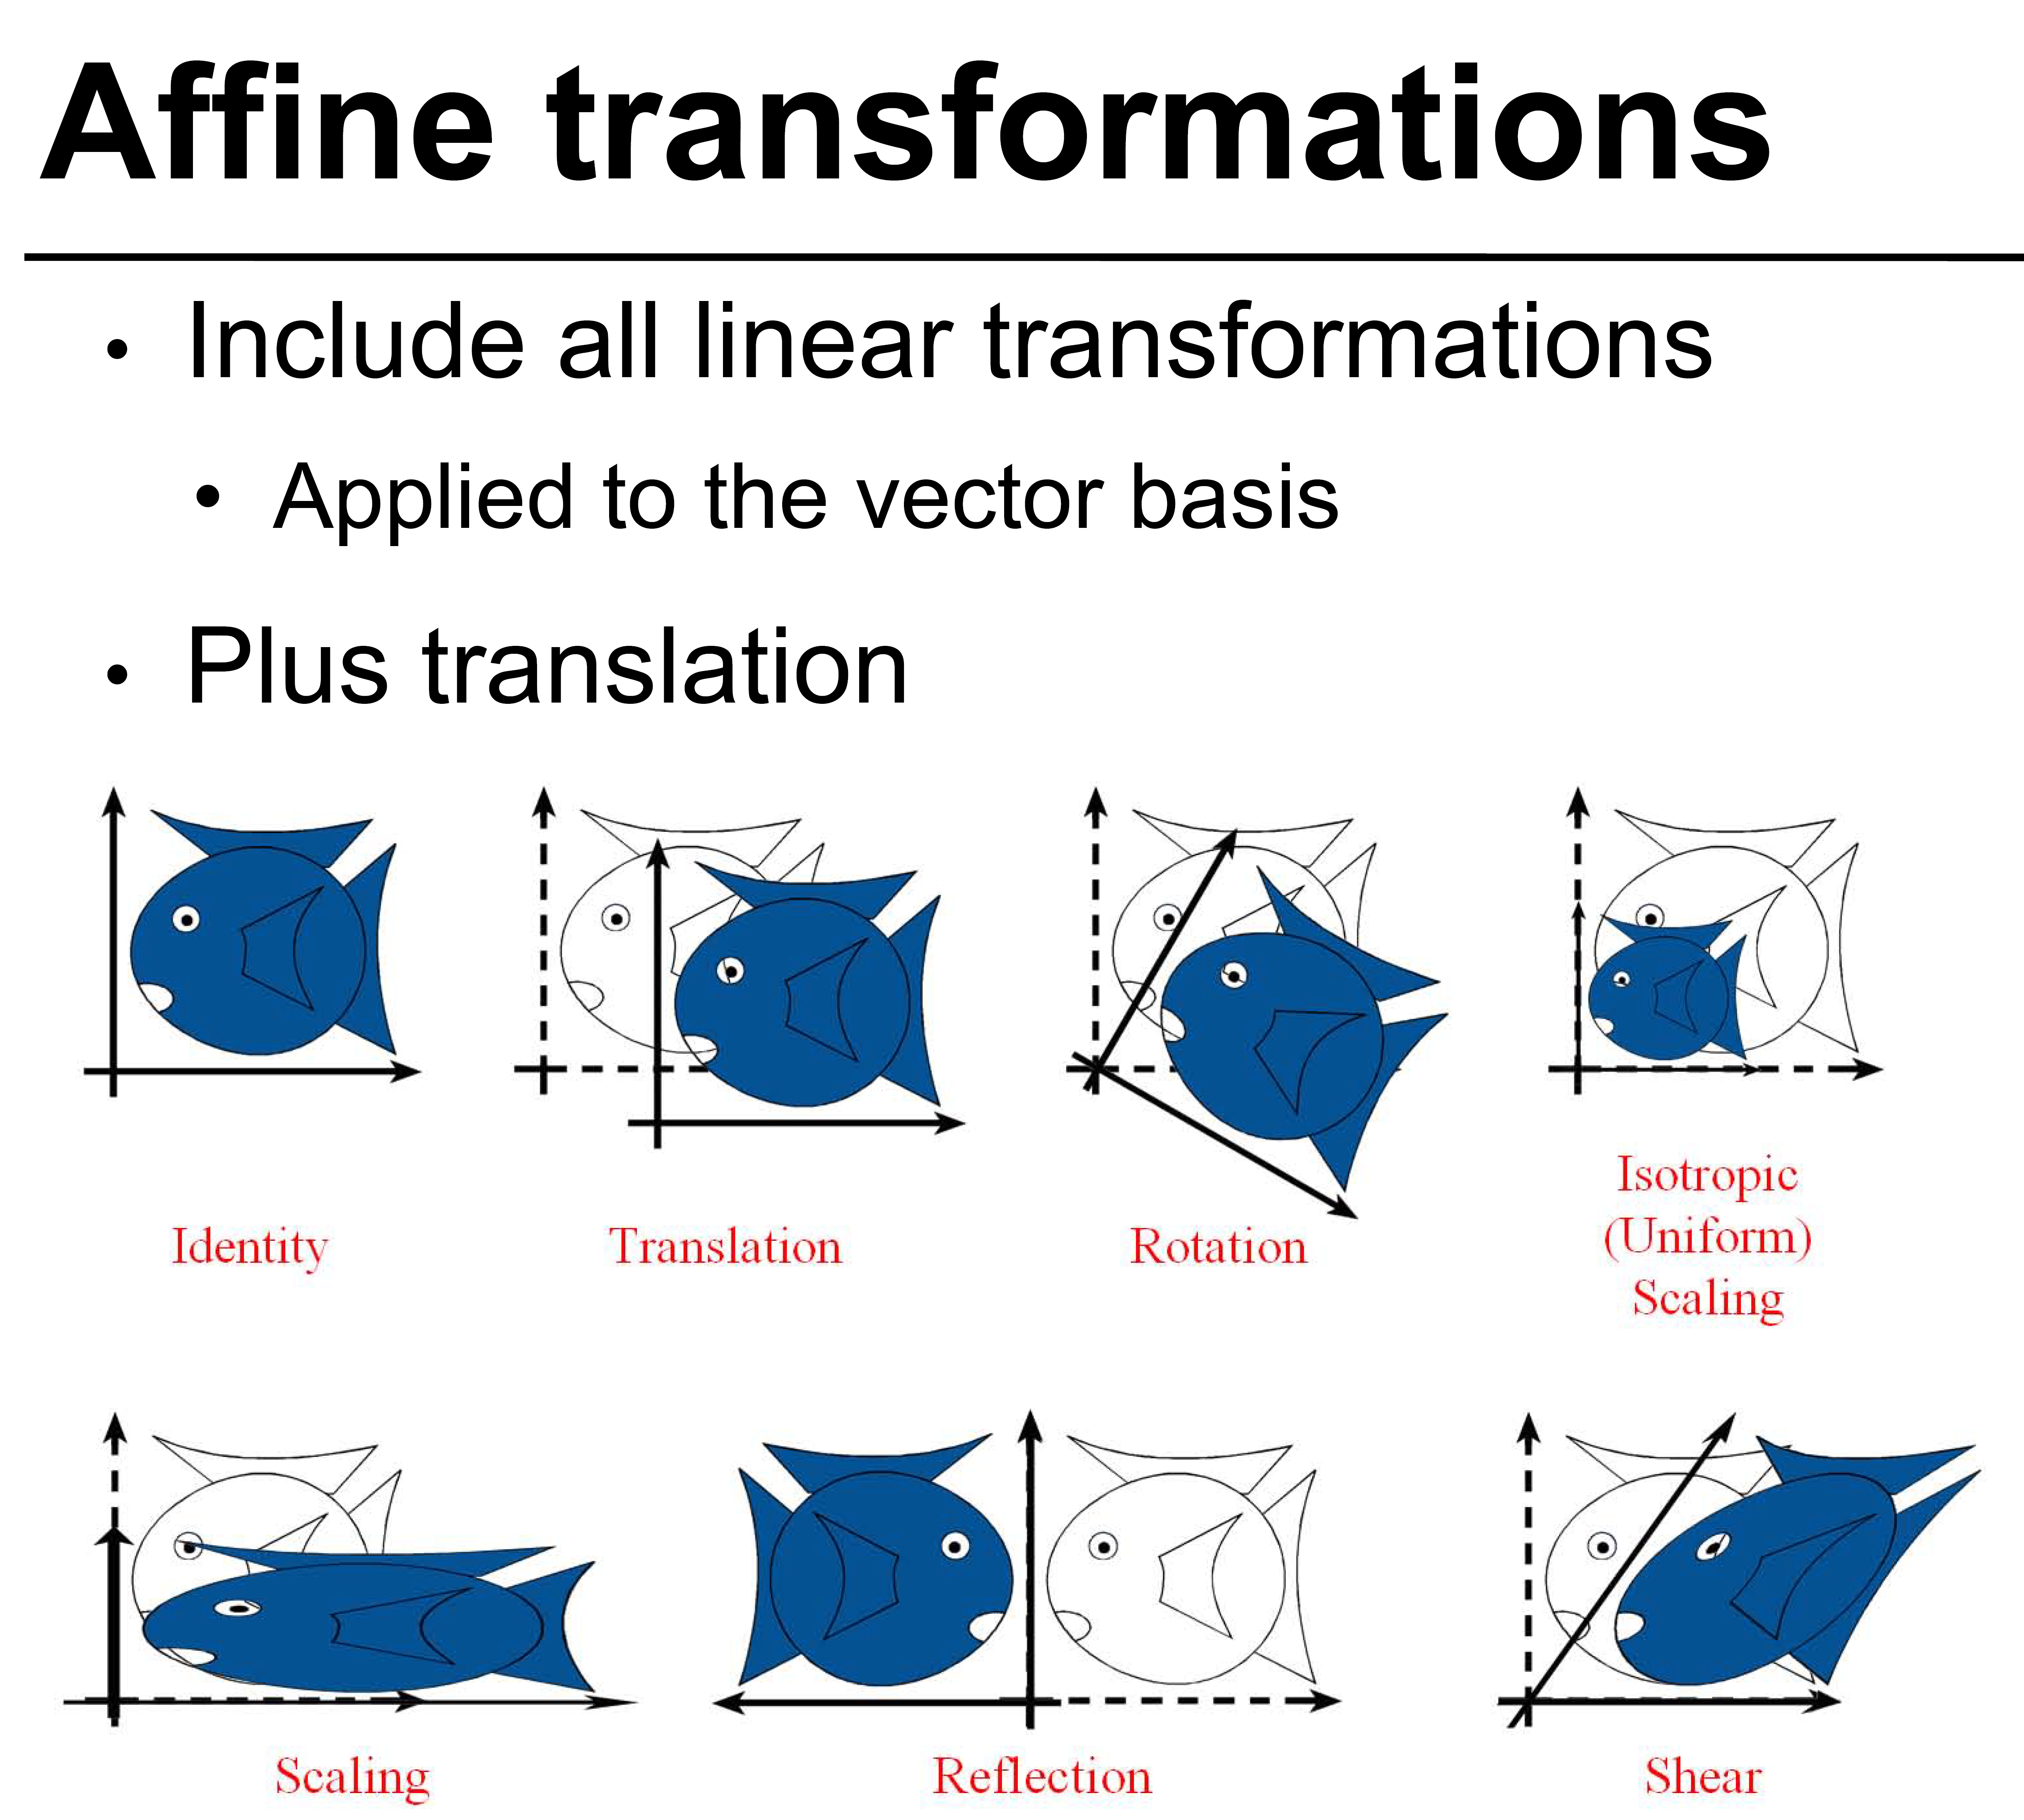 Affine transformations
• Include all linear transformations
• Applied to the vector basis
• Plus translation
Identity
Translation
Rotation
Isotropic
(Uniform)
Scaling
Scaling
Reflection
Shear